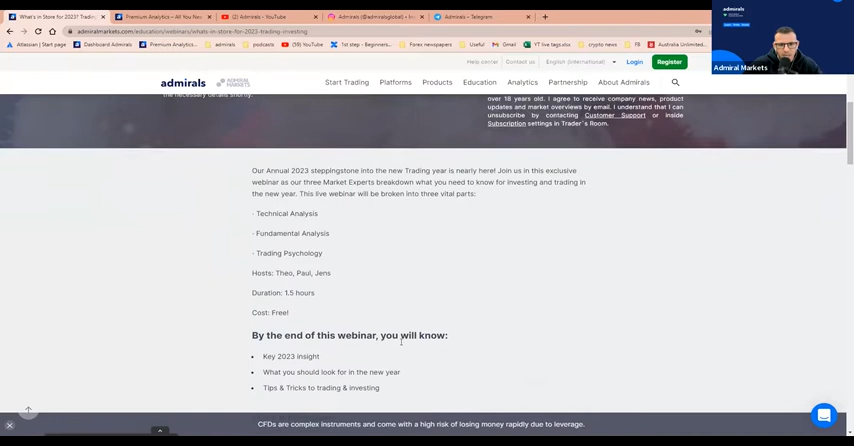 What's in Store for 2023? Trading
Premium Analytics – All You Nee
(2) Admirals - YouTube
Admirals (@admiralsglobal) • Ins
Admirals – Telegram
admiralmarkets.com/education/webinars/whats-in-store-for-2023-trading-investing
Atlassian | Start page
Dashboard Admirals
Premium Analytics...
admirals
podcasts
(55) YouTube
1st step - Beginners...
Forex newspapers
Useful
Gmail
YT live tags.xlsx
crypto news
FB
Australia Unlimited...
Help center
Contact us
English (International)
Login
Register
Admiral Markets
admirals
ADMIRAL MARKETS
Start Trading
Platforms
Products
Education
Analytics
Partnership
About Admirals
the necessary details shortly.
over 18 years old. I agree to receive company news, product
updates and market overviews by email. I understand that I can
unsubscribe by contacting Customer Support or inside
Subscription settings in Trader's Room.
Our Annual 2023 steppingstone into the new Trading year is nearly here! Join us in this exclusive
webinar as our three Market Experts breakdown what you need to know for investing and trading in
the new year. This live webinar will be broken into three vital parts:
· Technical Analysis
· Fundamental Analysis
· Trading Psychology
Hosts: Theo, Paul, Jens
Duration: 1.5 hours
Cost: Free!
By the end of this webinar, you will know:
• Key 2023 insight
• What you should look for in the new year
• Tips & Tricks to trading & investing
CFDs are complex instruments and come with a high risk of losing money rapidly due to leverage.